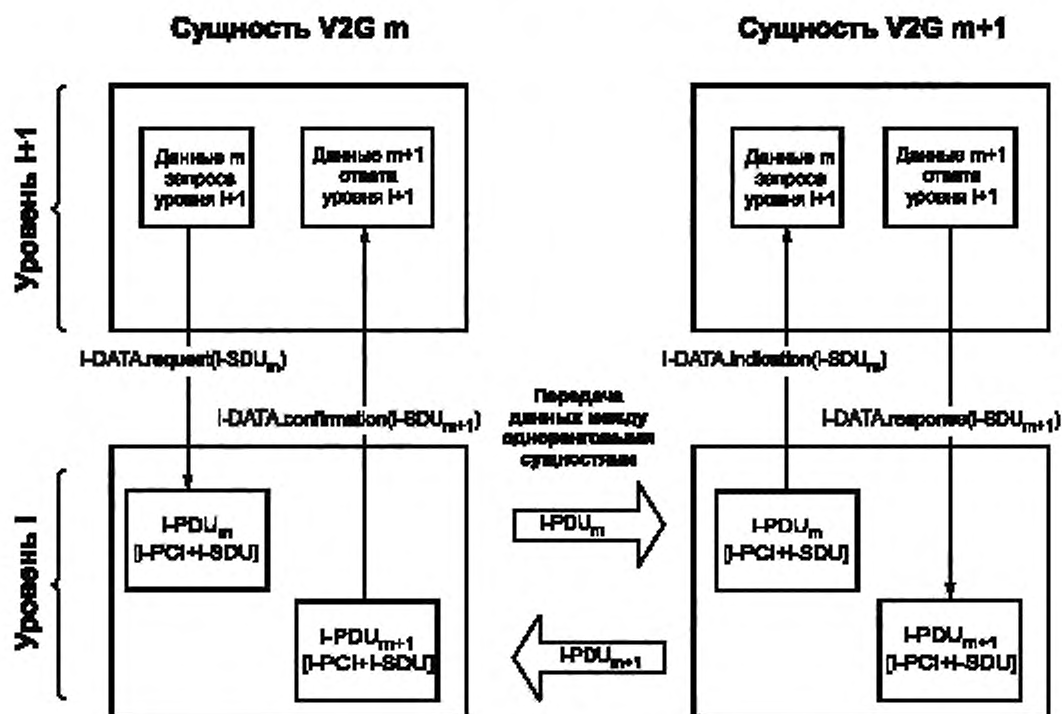 Сущность V2G m
Сущность V2G m+1
Уровень i+1
Данные m
запроса
уровня i+1
Данные m+1
ответа
уровня i+1
Данные m
запроса
уровня i+1
Данные m+1
ответа
уровня i+1
i-DATA.request(i-SDUm)
i-DATA.confirmation(i-SDUm+1)
Передача
данных между
одноранговыми
сущностями
i-DATA.indication(i-SDUm)
i-DATA.response(i-SDUm+1)
Уровень i
i-PDUm
[i-PCI+i-SDU]
i-PDUm+1
[i-PCI+i-SDU]
i-PDUm
i-PDUm+1
i-PDUm
[i-PCI+i-SDU]
i-PDUm+1
[i-PCI+i-SDU]